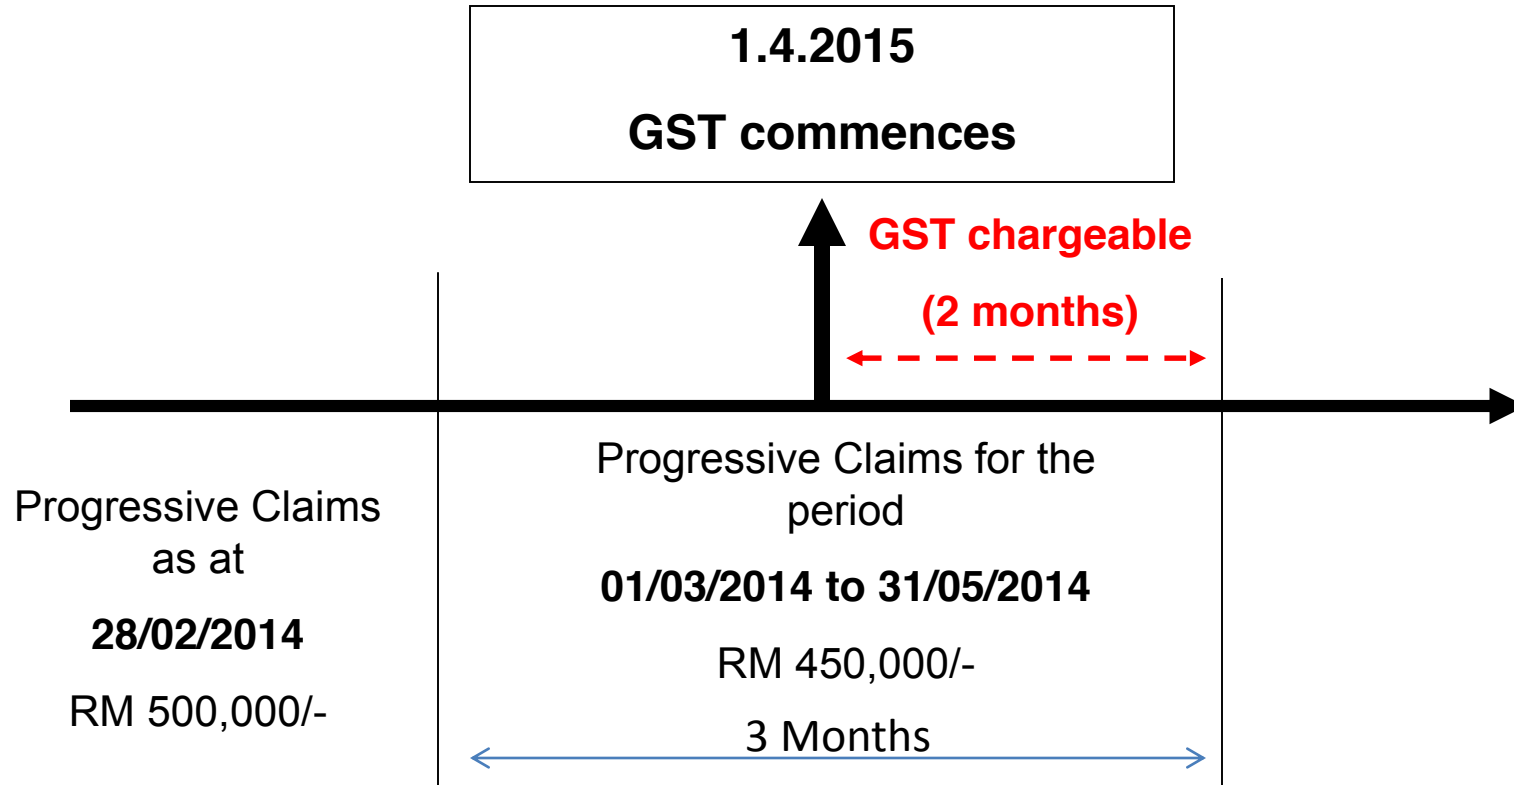 1.4.2015
GST commences
GST chargeable
(2 months)
Progressive Claims
as at
28/02/2014
RM 500,000/-
Progressive Claims for the
period
01/03/2014 to 31/05/2014
RM 450,000/-
3 Months